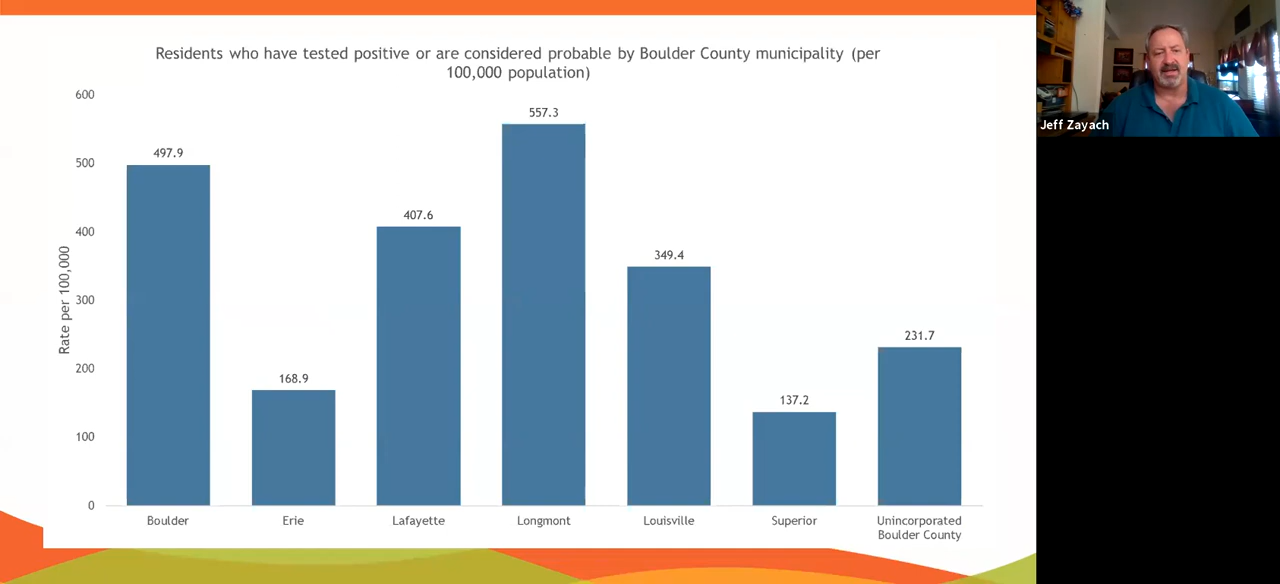 Residents who have tested positive or are considered probable by Boulder County municipality (per
100,000 population)
Rate per 100,000
600
500
400
300
200
100
0
497.9
168.9
407.6
557.3
349.4
137.2
231.7
Boulder
Erie
Lafayette
Longmont
Louisville
Superior
Unincorporated
Boulder County
Jeff Zayach